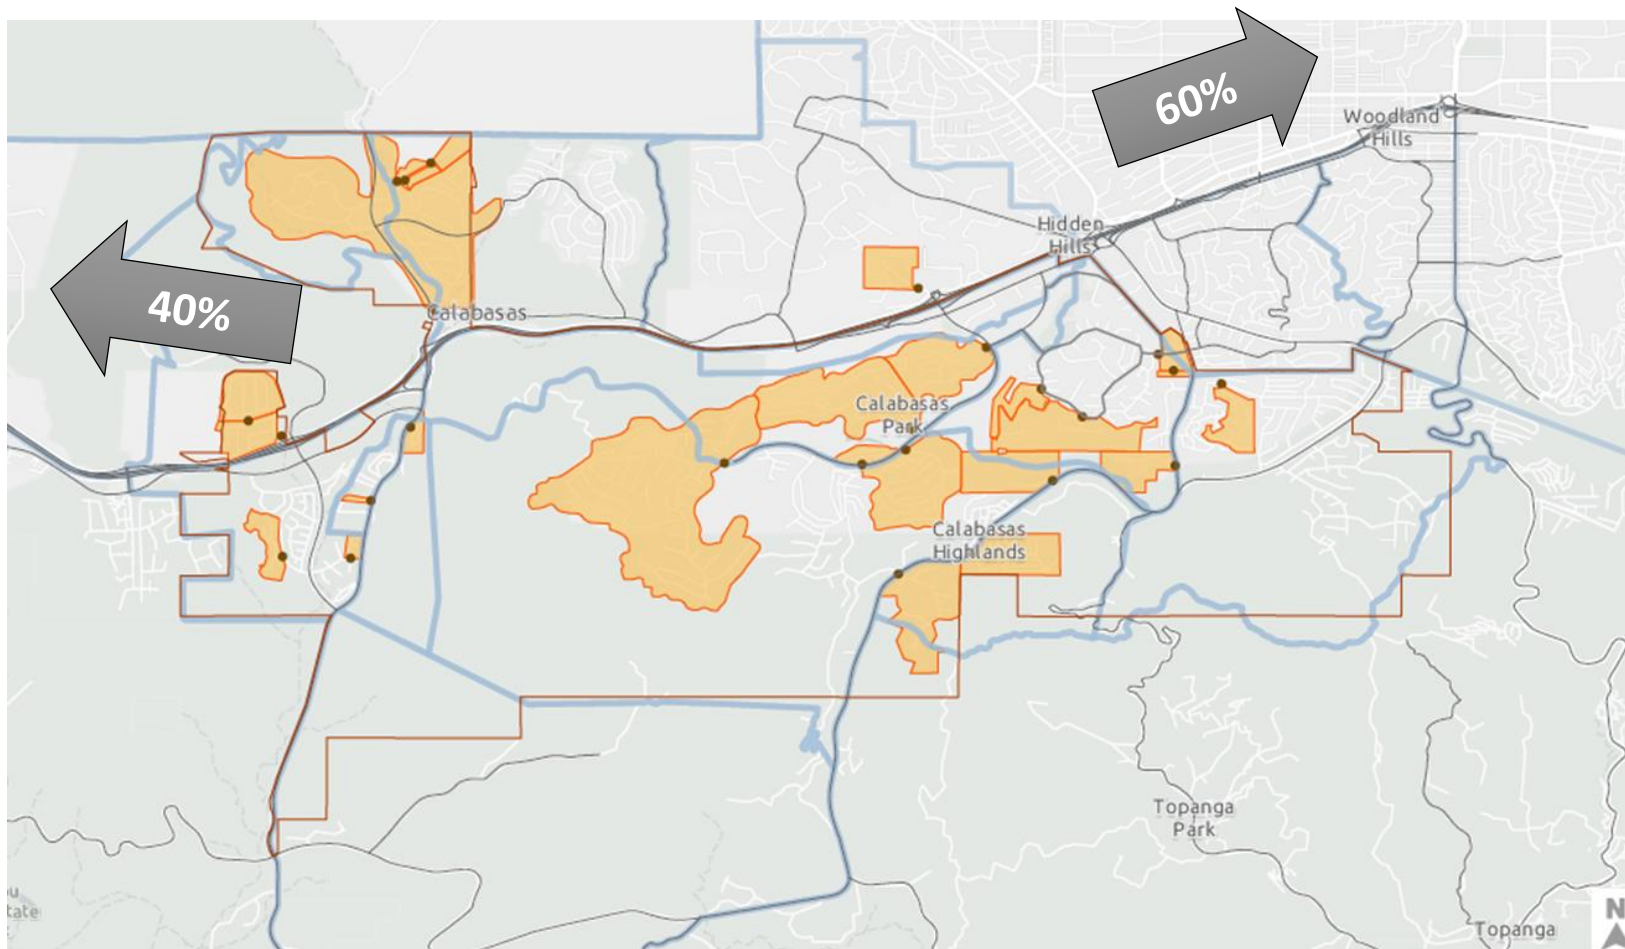 60%
Woodland
Hills
Hidden
Hills
40%
Calabasas
Calabasas
Park
Calabasas
Highlands
Topanga
Park
Topanga
N